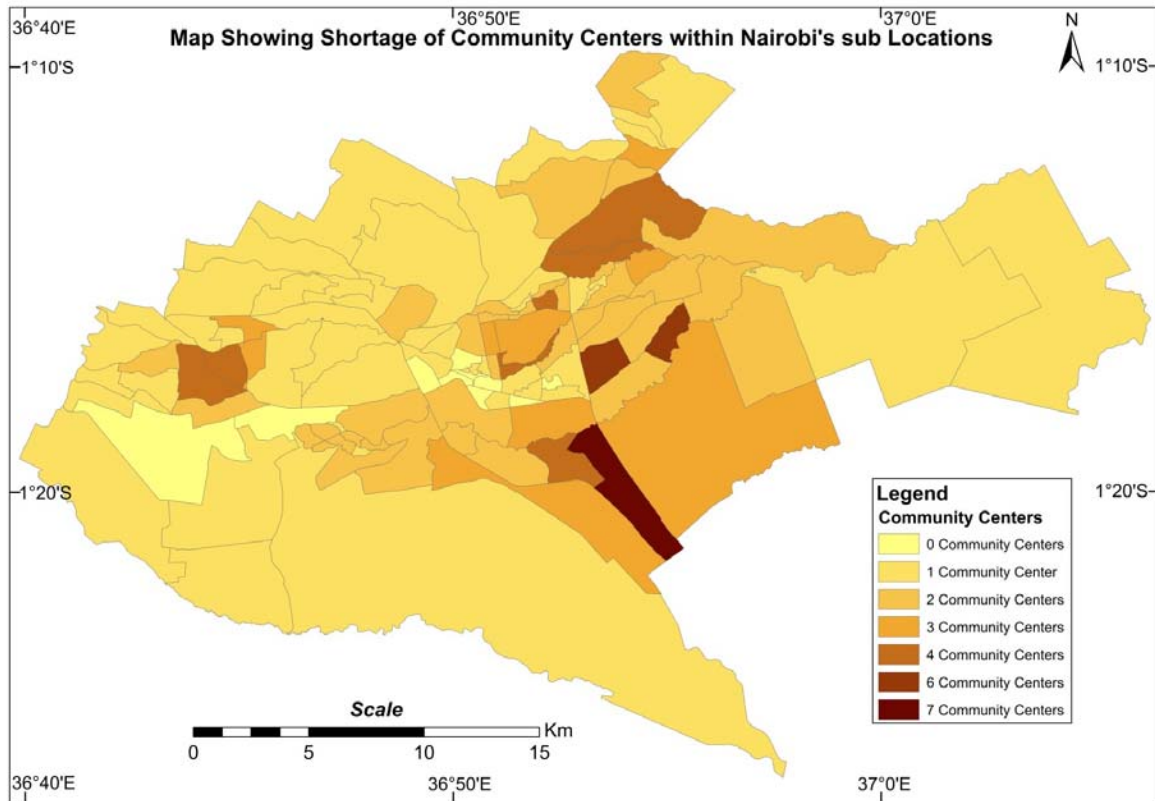 36°40'E
36°50'E
37°0'E
N
Map Showing Shortage of Community Centers within Nairobi's sub Locations
1°10'S
1°10'S
1°20'S
1°20'S
Legend
Community Centers
0 Community Centers
1 Community Center
2 Community Centers
3 Community Centers
4 Community Centers
6 Community Centers
7 Community Centers
Scale
Km
0 5 10 15
36°40'E
36°50'E
37°0'E